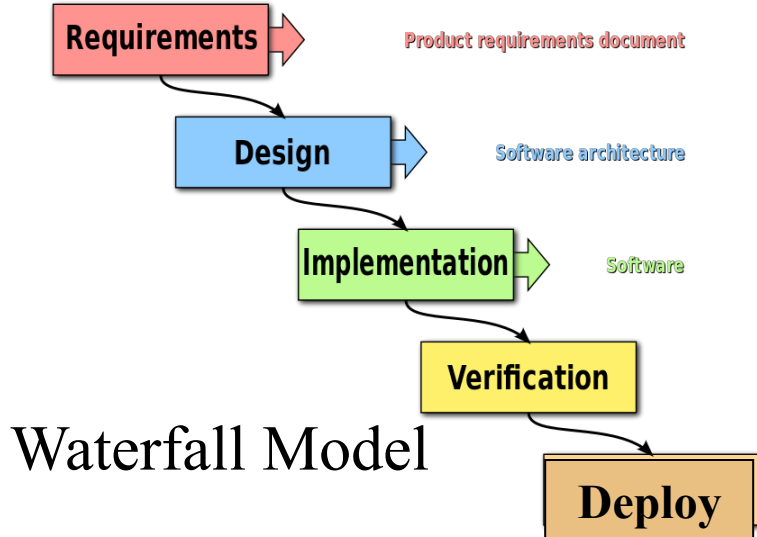 Requirements
Product requirements document
Design
Software architecture
Implementation
Software
Verification
Waterfall Model
Deploy